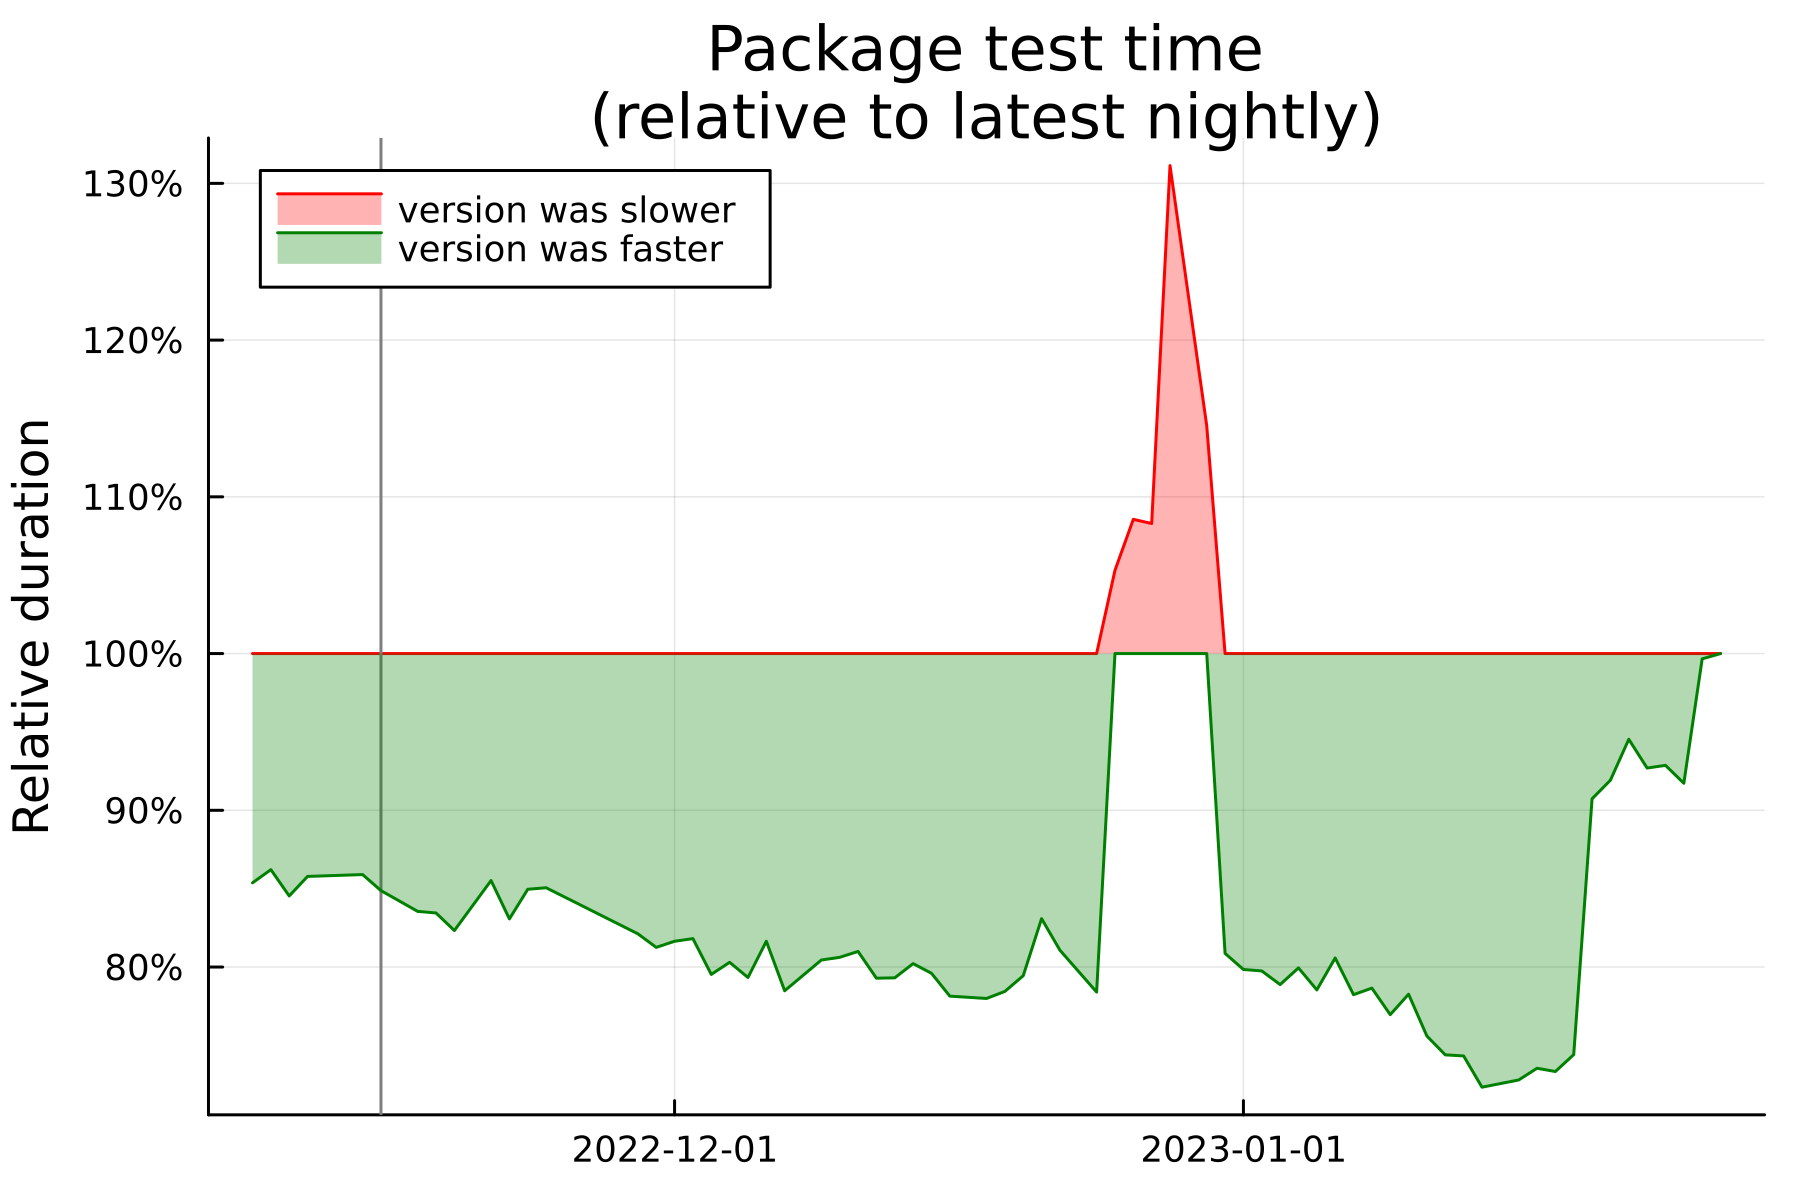 Package test time
(relative to latest nightly)
version was slower
version was faster
Relative duration
130%
120%
110%
100%
90%
80%
2022-12-01
2023-01-01